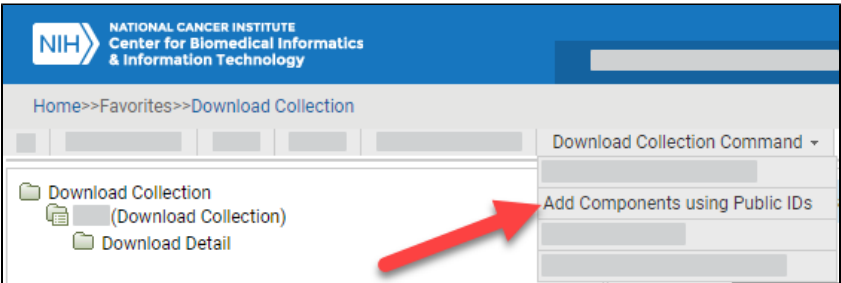 NIH
NATIONAL CANCER INSTITUTE
Center for Biomedical Informatics
& Information Technology
Home>>Favorites>>Download Collection
Download Collection Command
Download Collection
(Download Collection)
Download Detail
Add Components using Public IDs